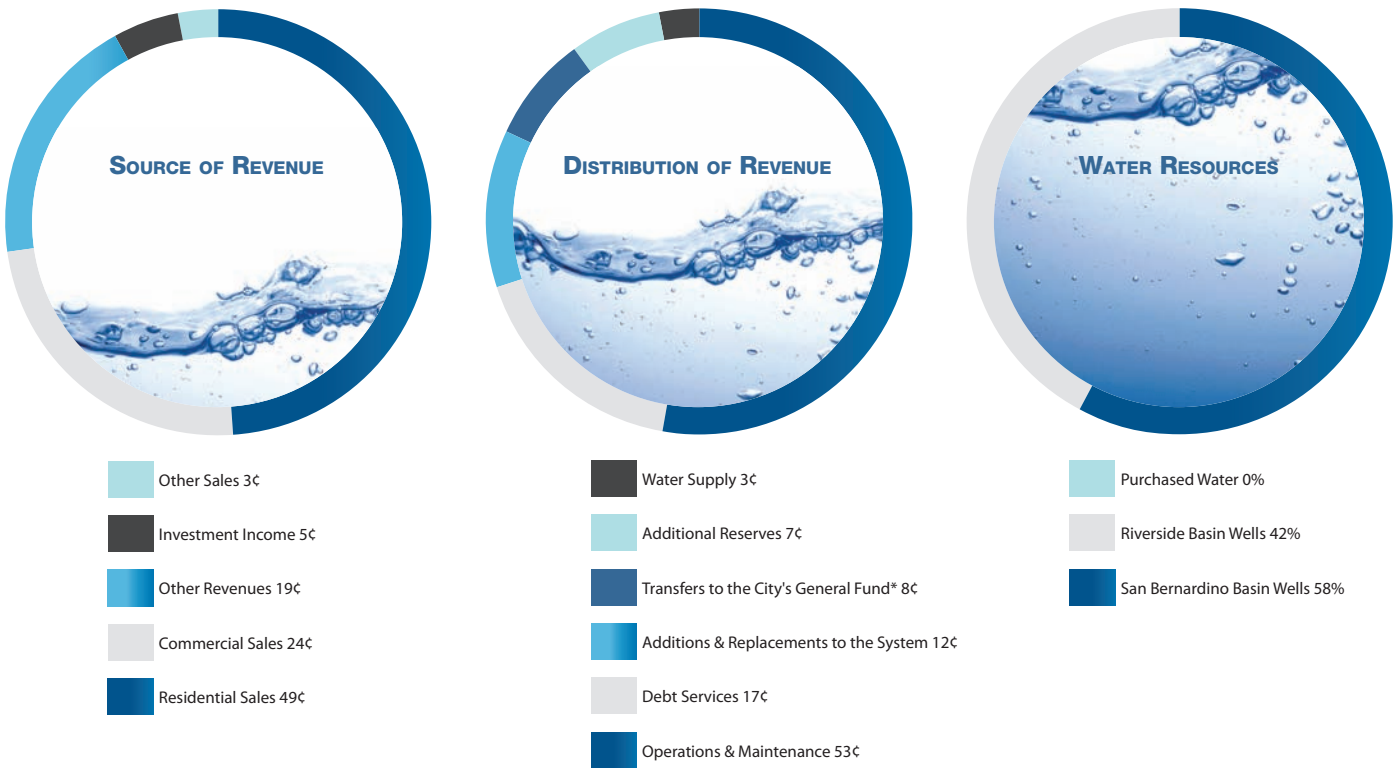 SOURCE OF REVENUE
Other Sales 3¢
Investment Income 5¢
Other Revenues 19¢
Commercial Sales 24¢
Residential Sales 49¢
DISTRIBUTION OF REVENUE
Water Supply 3¢
Additional Reserves 7¢
Transfers to the City's General Fund* 8¢
Additions & Replacements to the System 12¢
Debt Services 17¢
Operations & Maintenance 53¢
WATER RESOURCES
Purchased Water 0%
Riverside Basin Wells 42%
San Bernardino Basin Wells 58%